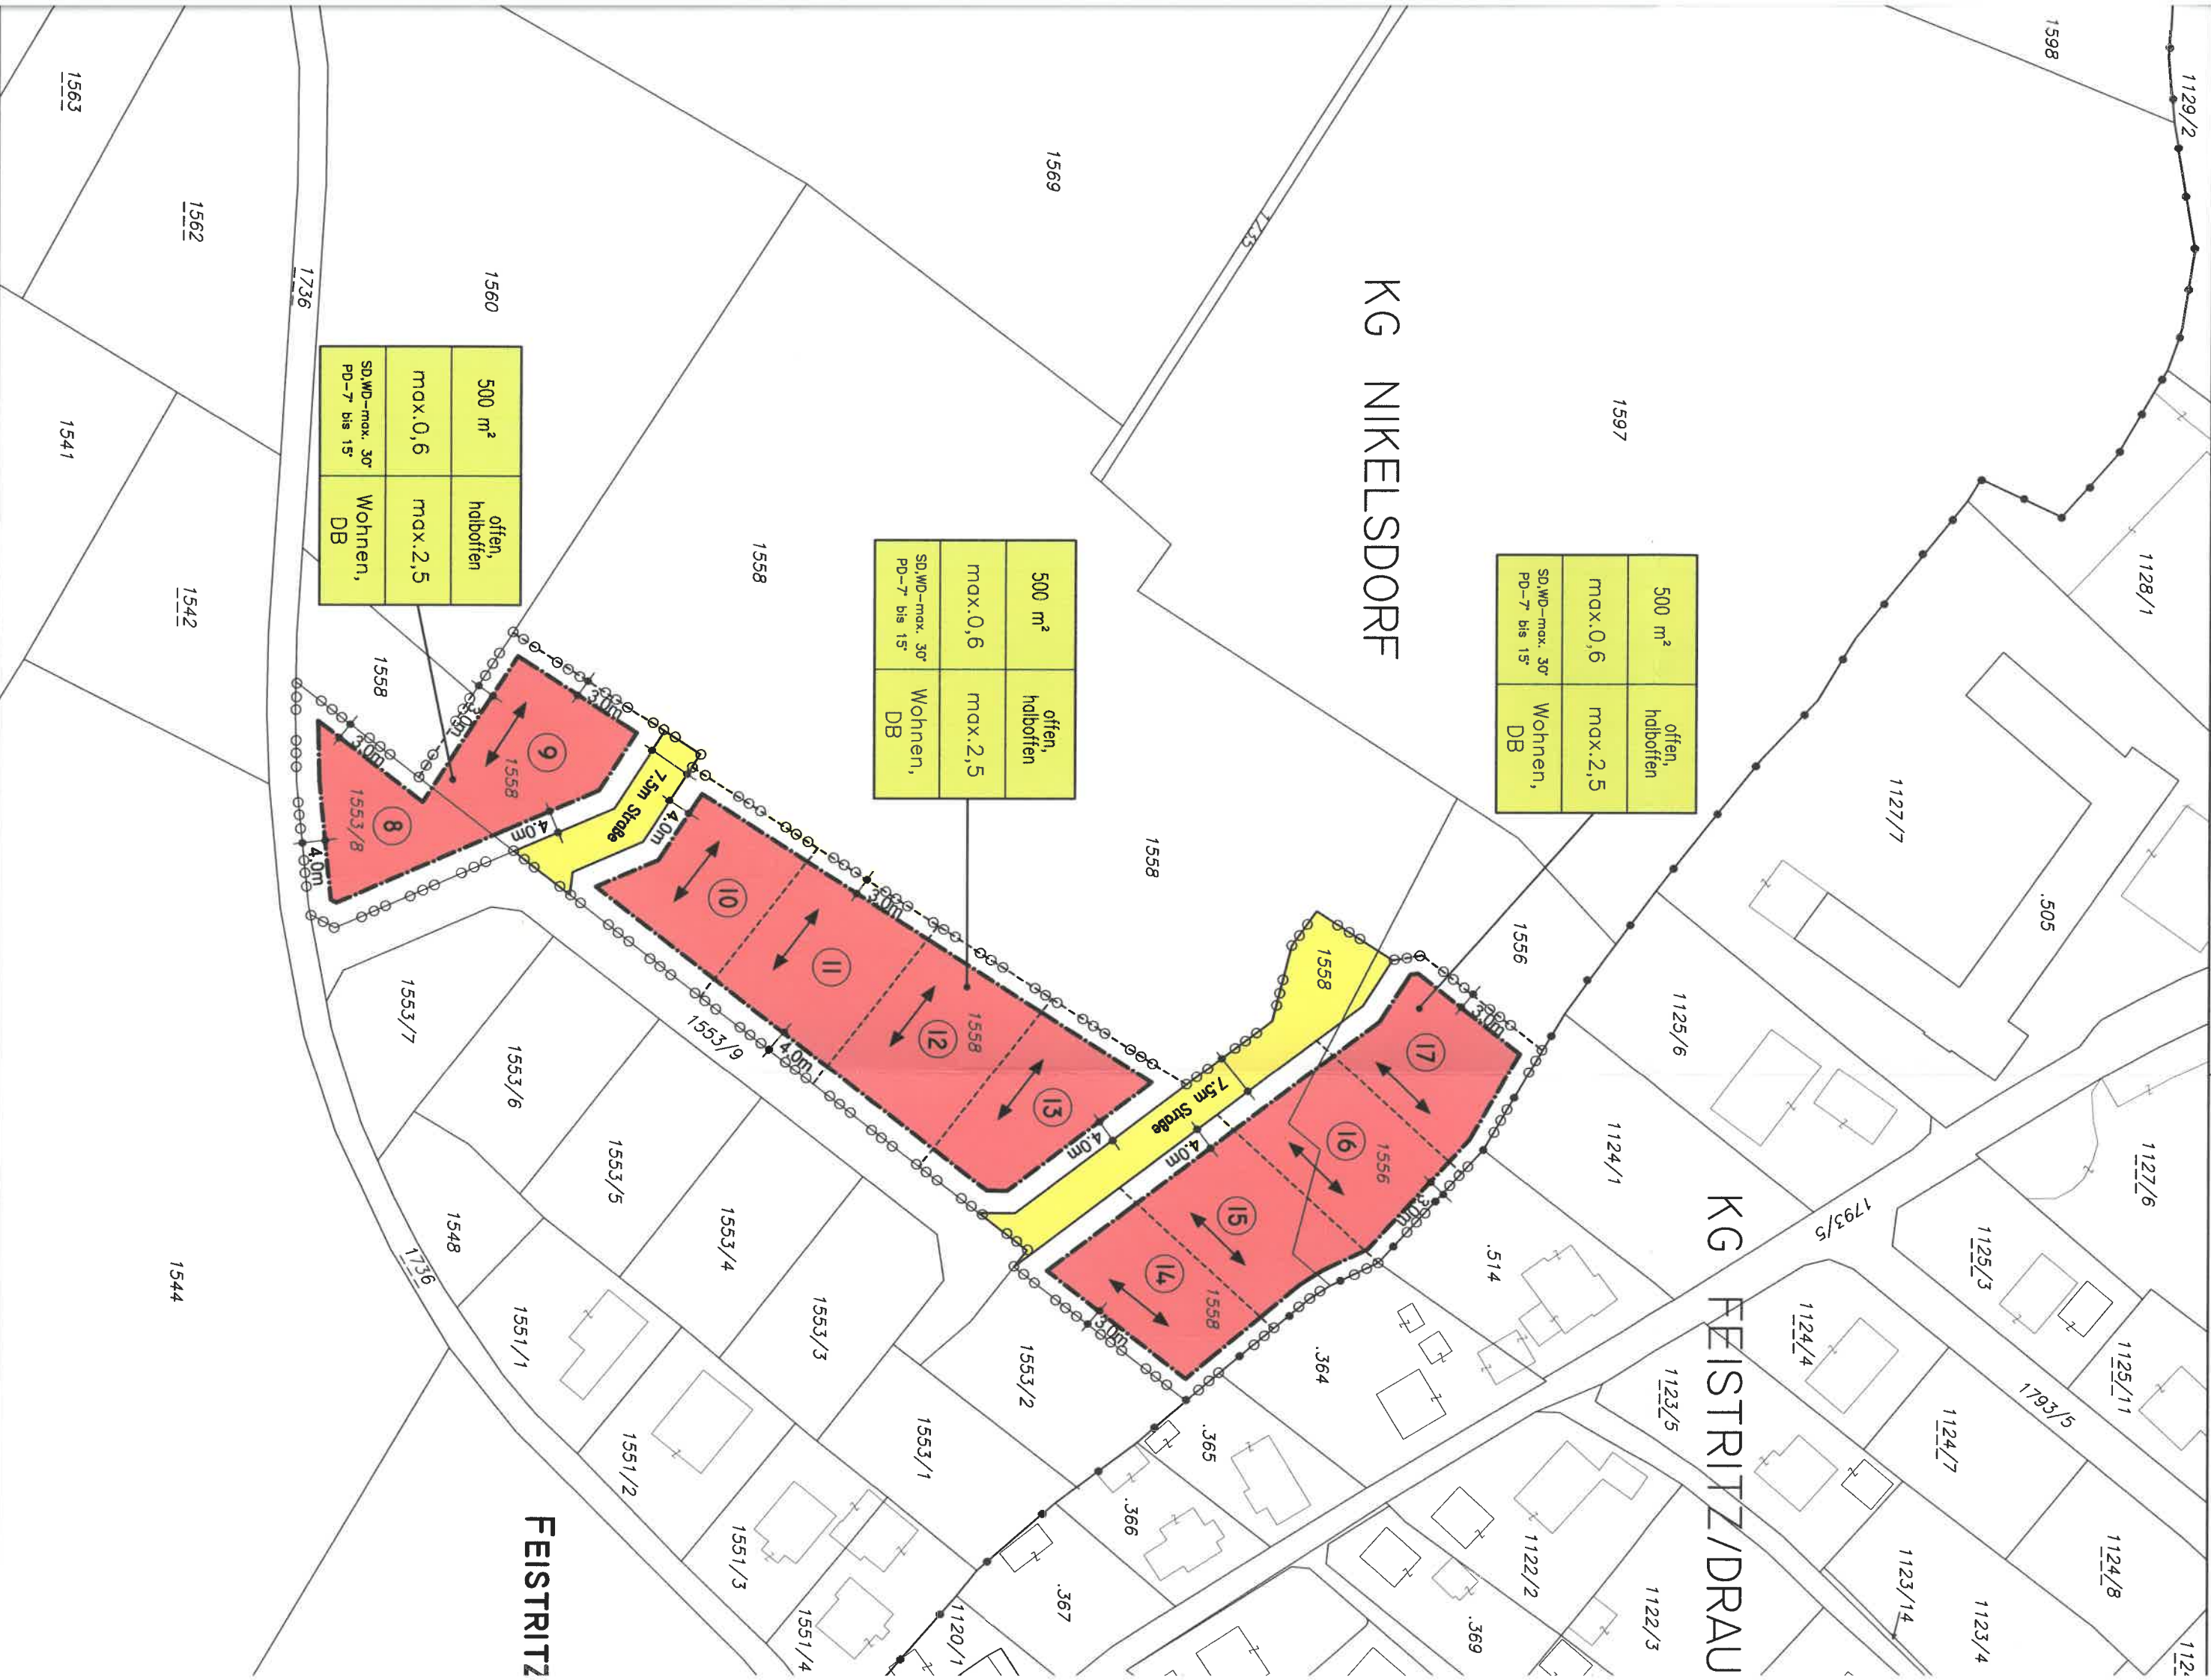 1129/2
1598
1128/1
1127/7
.505
1127/6
1125/3
1125/11
1793/5
1124/8
KG FEISTRITZ/DRAU
1793/5
1124/4
1124/7
1123/5
1123/14
1123/4
1122/3
1122/2
.369
1597
1125/6
1124/1
.514
.364
.365
.366
.367
1120/1
KG NIKELSDORF
1735
1569
1556
500 m²
offen,
halboffen
max.0,6
max.2,5
SD,WD-max. 30°
PD-7° bis 15°
Wohnen,
DB
17
3.0m
16
1556
3.0m
15
14
1558
3.0m
4.0m
7.5m Straße
1558
1558
500 m²
offen,
halboffen
max.0,6
max.2,5
SD,WD-max. 30°
PD-7° bis 15°
Wohnen,
DB
13
4.0m
12
1558
11
3.0m
10
4.0m
4.0m
1553/9
1558
7.5m Straße
4.0m
1560
500 m²
offen,
halboffen
max.0,6
max.2,5
SD,WD-max. 30°
PD-7° bis 15°
Wohnen,
DB
9
1558
3.0m
3.0m
8
1553/8
3.0m
4.0m
1558
1553/7
1553/6
1553/5
1553/4
1553/3
1553/2
1553/1
1548
1551/1
1551/2
1551/3
1551/4
FEISTRITZ
1736
1736
1563
1562
1541
1542
1544